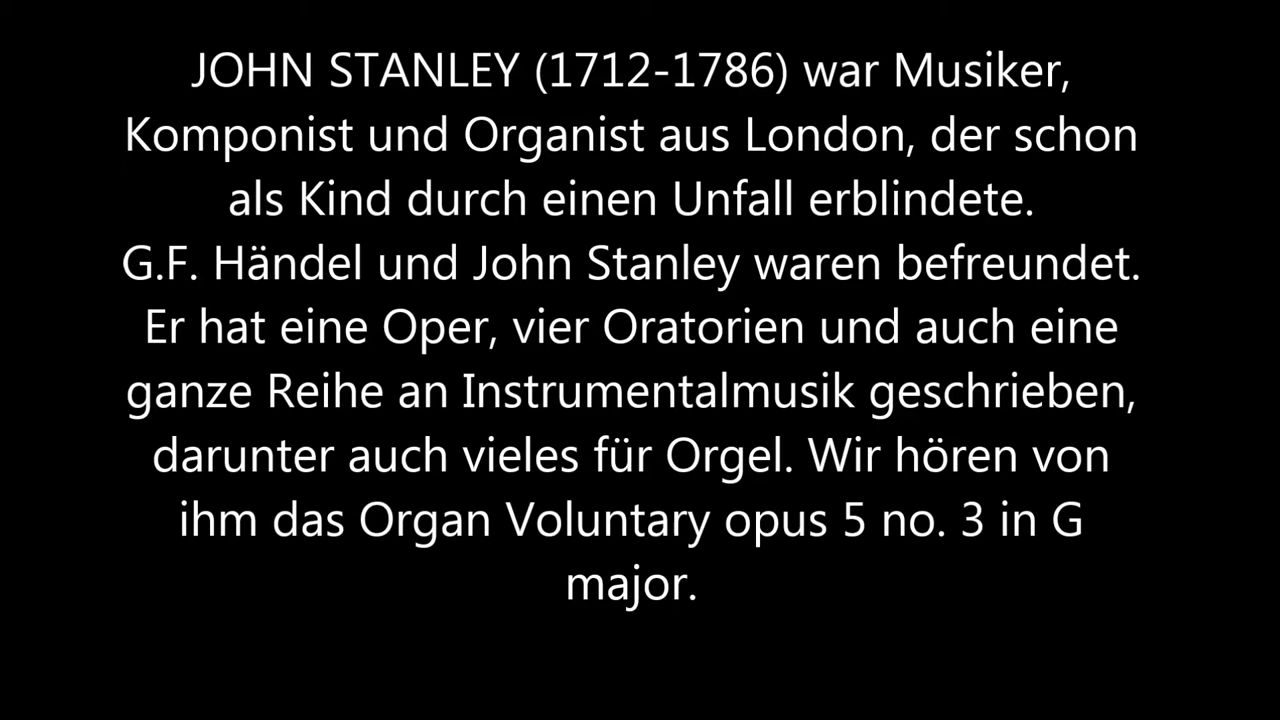 JOHN STANLEY (1712-1786) war Musiker,
Komponist und Organist aus London, der schon
als Kind durch einen Unfall erblindete.
G.F. Händel und John Stanley waren befreundet.
Er hat eine Oper, vier Oratorien und auch eine
ganze Reihe an Instrumentalmusik geschrieben,
darunter auch vieles für Orgel. Wir hören von
ihm das Organ Voluntary opus 5 no. 3 in G
major.